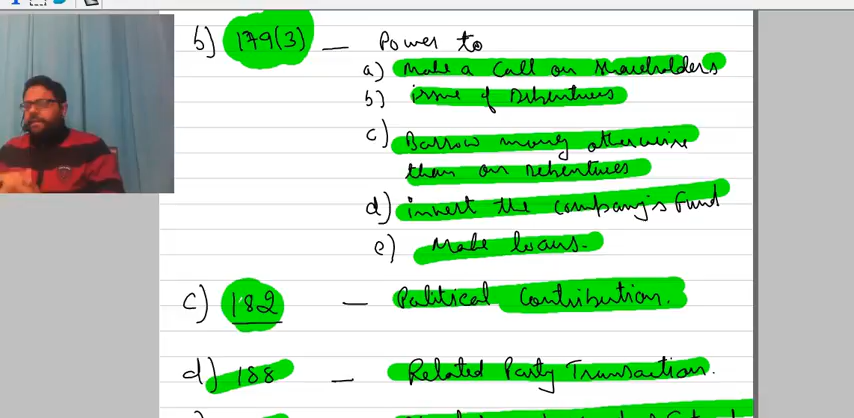 b) 179(3) — Power to
a) Make a call on shareholders
b) issue of Debentures
c) Borrow money otherwise
than on debentures
d) invest the Company's Fund
e) Make loans.
c) 182 — Political Contribution.
d) 188 — Related Party Transaction.